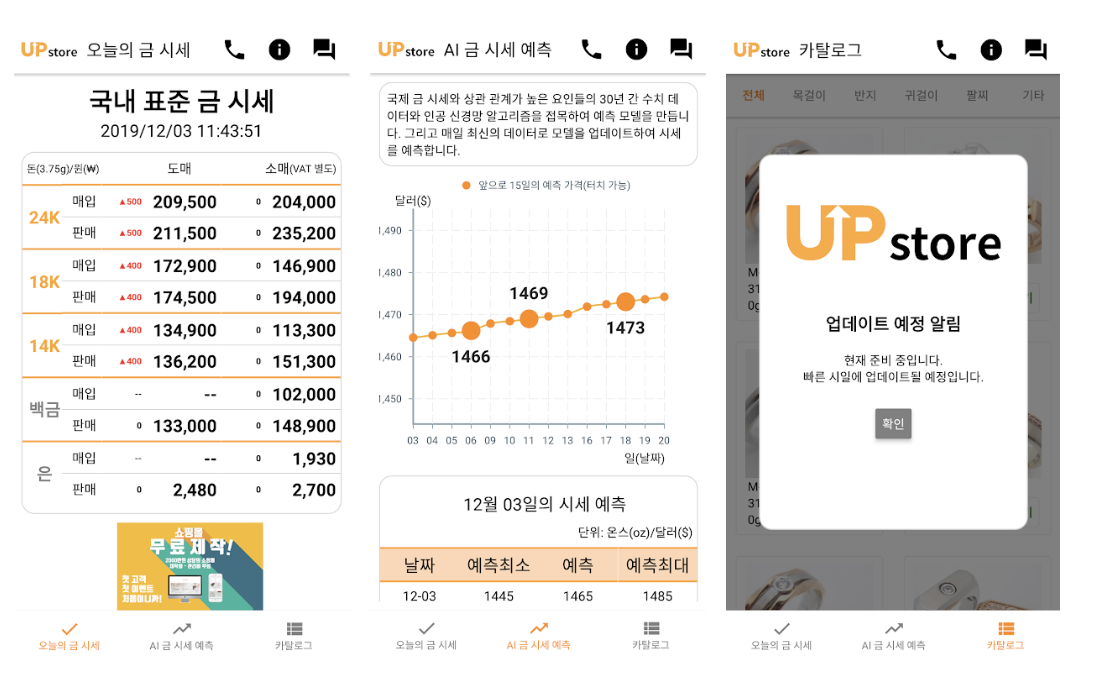 UP store 오늘의 금 시세
국내 표준 금 시세
2019/12/03 11:43:51
돈(3.75g)/원(₩) 도매 소매(VAT 별도)
24K
매입 ▲500 209,500 0 204,000
판매 ▲500 211,500 0 235,200
18K
매입 ▲400 172,900 0 146,900
판매 ▲400 174,500 0 194,000
14K
매입 ▲400 134,900 0 113,300
판매 ▲400 136,200 0 151,300
백금
매입 -- -- 0 102,000
판매 0 133,000 0 148,900
은
매입 -- -- 0 1,930
판매 0 2,480 0 2,700
쇼핑몰
무료제작!
첫 고객
첫 이벤트
처음이니까!
오늘의 금 시세 AI 금 시세 예측 카탈로그
UP store AI 금 시세 예측
국제 금 시세와 상관 관계가 높은 요인들의 30년 간 수치 데
이터와 인공 신경망 알고리즘을 접목하여 예측 모델을 만듭니
다. 그리고 매일 최신의 데이터로 모델을 업데이트하여 시세
를 예측합니다.
앞으로 15일의 예측 가격(터치 가능)
달러($)
,490
,480
,470
,460
,450
1466
1469
1473
03 04 05 06 09 10 11 12 13 16 17 18 19 20
일(날짜)
12월 03일의 시세 예측
단위: 온스(oz)/달러($)
날짜 예측최소 예측 예측최대
12-03 1445 1465 1485
오늘의 금 시세 AI 금 시세 예측 카탈로그
UP store 카탈로그
전체 목걸이 반지 귀걸이 팔찌 기타
UP store
업데이트 예정 알림
현재 준비 중입니다.
빠른 시일에 업데이트될 예정입니다.
확인
오늘의 금 시세 AI 금 시세 예측 카탈로그